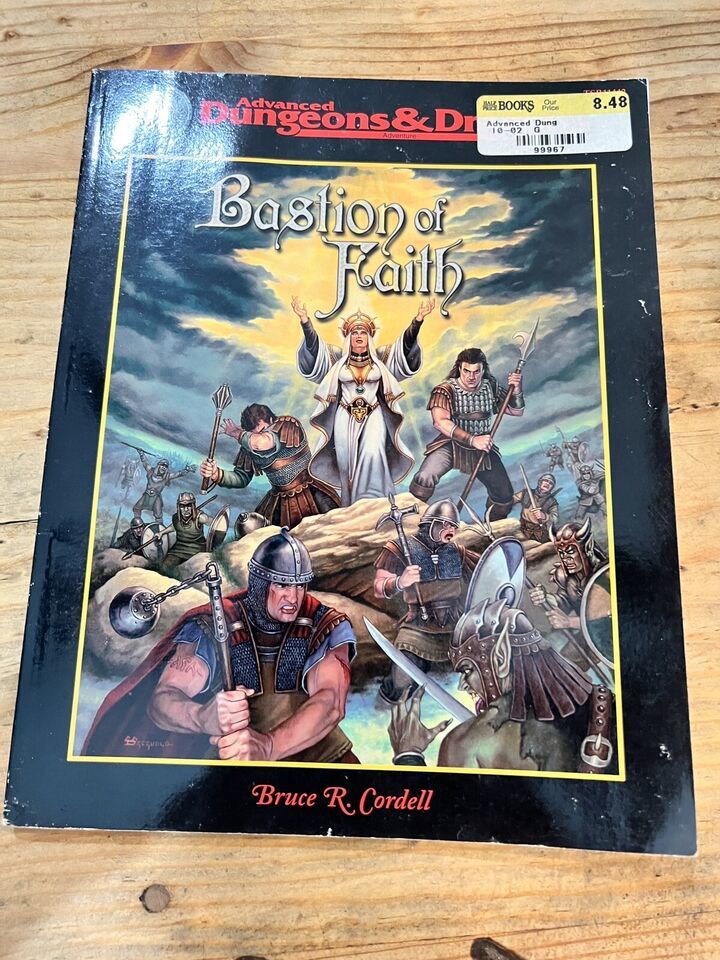 Advanced
Dungeons & Dr
Adventure
HALF PRICE BOOKS Our Price 8.48
Advanced Dung
10-02 G
99967
Bastion of
Faith
Bruce R. Cordell